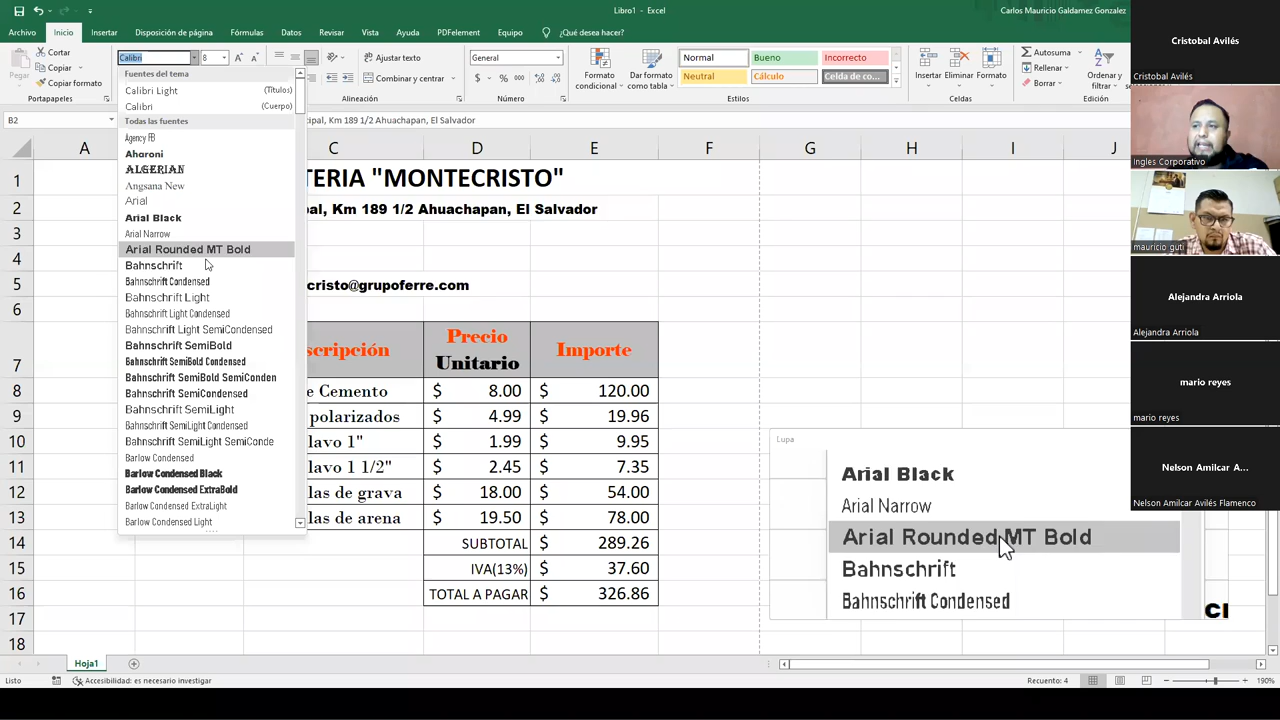 Libro1 - Excel
Carlos Mauricio Galdamez Gonzalez
Archivo Inicio Insertar Disposición de página Fórmulas Datos Revisar Vista Ayuda PDFelement Equipo ¿Qué desea hacer?
Pegar
Cortar
Copiar
Copiar formato
Portapapeles
Calibri
8
Ajustar texto
Combinar y centrar
Alineación
General
$ % 000
Número
Formato condicional
Dar formato como tabla
Normal Bueno Incorrecto
Neutral Cálculo Celda de co...
Estilos
Insertar Eliminar Formato
Celdas
Autosuma
Rellenar
Borrar
Ordenar y filtrar
Edición
B2
ipal, Km 189 1/2 Ahuachapan, El Salvador
Fuentes del tema
Calibri Light (Títulos)
Calibri (Cuerpo)
Todas las fuentes
Agency FB
Aharoni
ALGERIAN
Angsana New
Arial
Arial Black
Arial Narrow
Arial Rounded MT Bold
Bahnschrift
Bahnschrift Condensed
Bahnschrift Light
Bahnschrift Light Condensed
Bahnschrift Light SemiCondensed
Bahnschrift SemiBold
Bahnschrift SemiBold Condensed
Bahnschrift SemiBold SemiConden
Bahnschrift SemiCondensed
Bahnschrift SemiLight
Bahnschrift SemiLight Condensed
Bahnschrift SemiLight SemiConde
Barlow Condensed
Barlow Condensed Black
Barlow Condensed ExtraBold
Barlow Condensed ExtraLight
Barlow Condensed Light
A C D E F G H I J
1 TERIA "MONTECRISTO"
2 pal, Km 189 1/2 Ahuachapan, El Salvador
3
4
5 cristo@grupoferre.com
6
7 scripción Precio Unitario Importe
8 e Cemento $ 8.00 $ 120.00
9 polarizados $ 4.99 $ 19.96
10 lavo 1" $ 1.99 $ 9.95
11 lavo 1 1/2" $ 2.45 $ 7.35
12 las de grava $ 18.00 $ 54.00
13 las de arena $ 19.50 $ 78.00
14 SUBTOTAL $ 289.26
15 IVA(13%) $ 37.60
16 TOTAL A PAGAR $ 326.86
17
18
Lupa
Arial Black
Arial Narrow
Arial Rounded MT Bold
Bahnschrift
Bahnschrift Condensed
Cristobal Avilés
Cristobal Avilés
Ingles Corporativo
mauricio guti
Alejandra Arriola
Alejandra Arriola
mario reyes
mario reyes
Nelson Amilcar A...
Nelson Amilcar Avilés Flamenco
Hoja1
Listo
Accesibilidad: es necesario investigar
Recuento: 4
190%